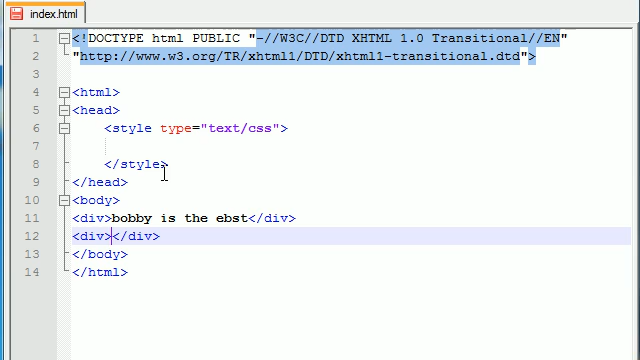 index.html
1 <!DOCTYPE html PUBLIC "-//W3C//DTD XHTML 1.0 Transitional//EN"
2 "http://www.w3.org/TR/xhtml1/DTD/xhtml1-transitional.dtd">
3
4 <html>
5 <head>
6 <style type="text/css">
7
8 </style>
9 </head>
10 <body>
11 <div>bobby is the ebst</div>
12 <div></div>
13 </body>
14 </html>